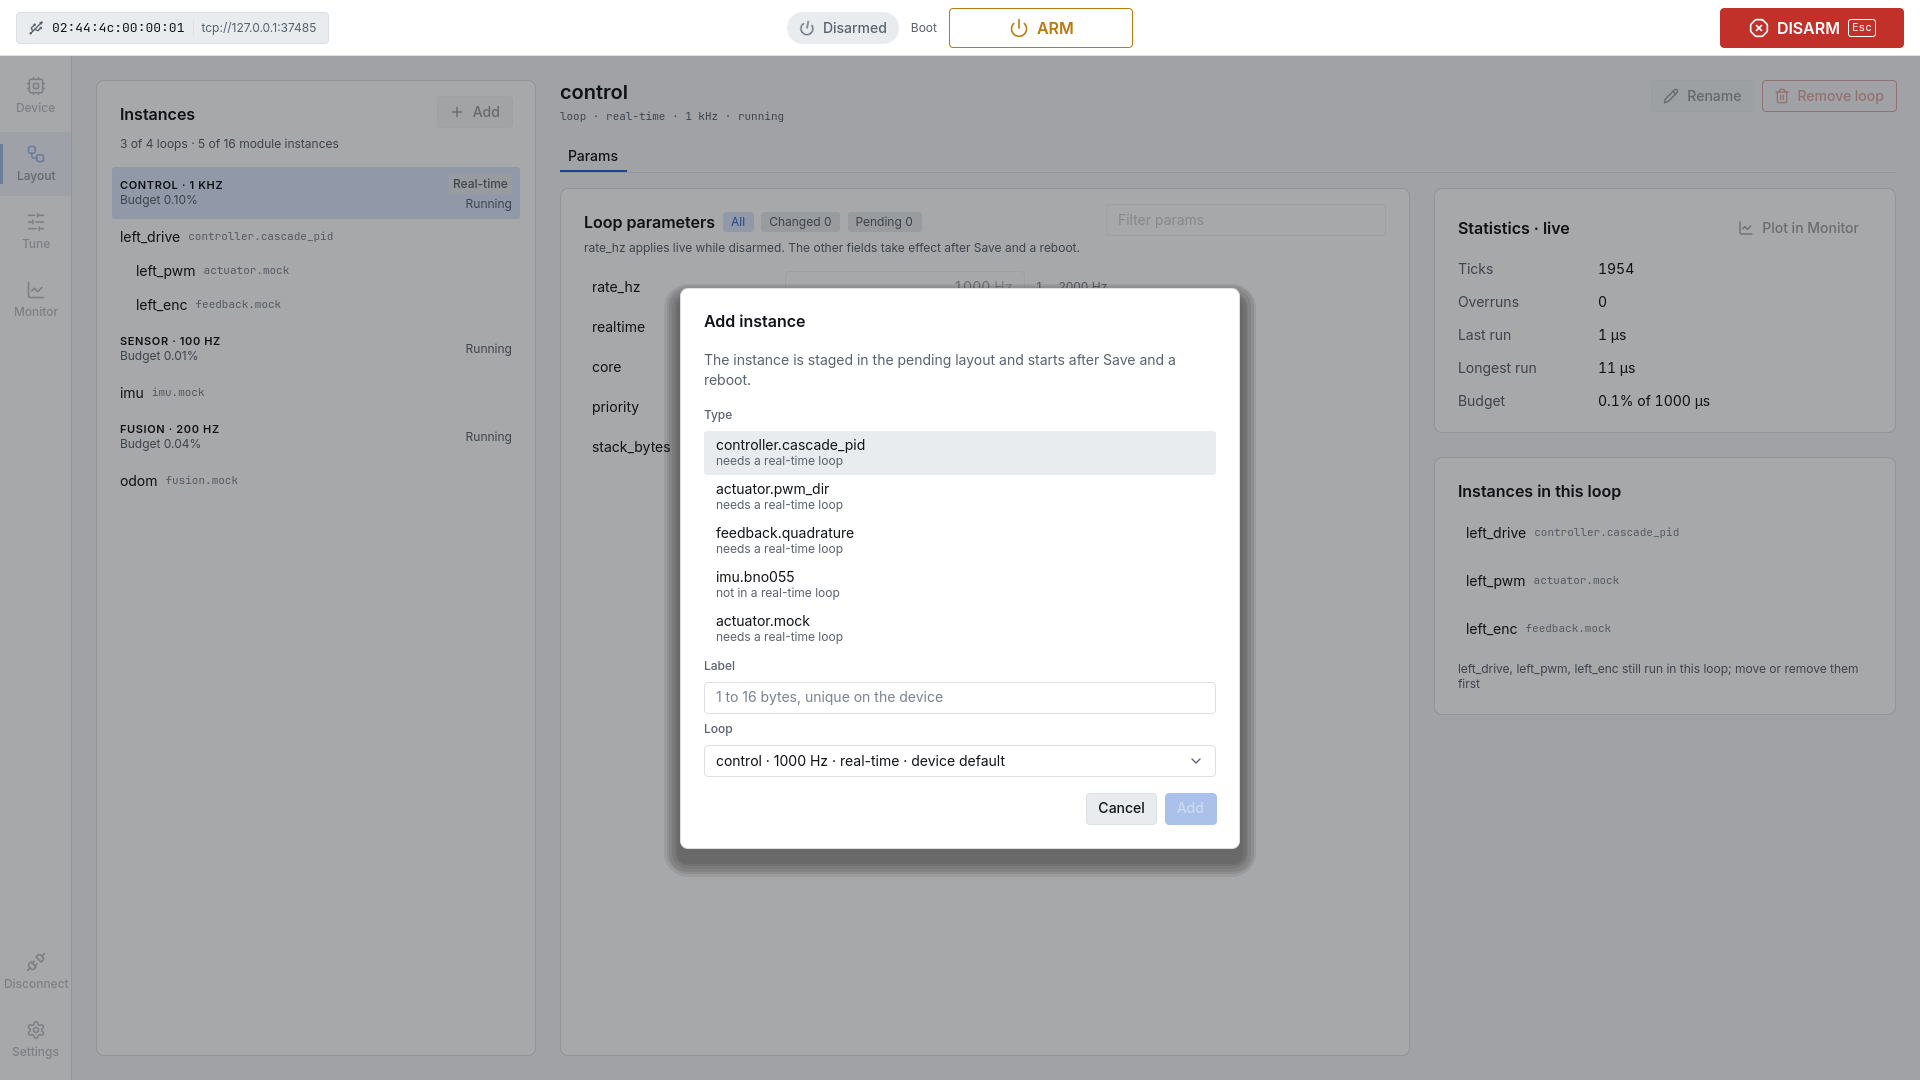 02:44:4c:00:00:01 tcp://127.0.0.1:37485
Disarmed Boot ARM
DISARM Esc
Device
Layout
Tune
Monitor
Disconnect
Settings
Instances
Add
3 of 4 loops · 5 of 16 module instances
CONTROL · 1 KHZ Real-time
Budget 0.10% Running
left_drive controller.cascade_pid
left_pwm actuator.mock
left_enc feedback.mock
SENSOR · 100 HZ
Budget 0.01% Running
imu imu.mock
FUSION · 200 HZ
Budget 0.04% Running
odom fusion.mock
control
loop · real-time · 1 kHz · running
Rename Remove loop
Params
Loop parameters All Changed 0 Pending 0 Filter params
rate_hz applies live while disarmed. The other fields take effect after Save and a reboot.
rate_hz 1000 Hz 1 2000 Hz
realtime
core
priority
stack_bytes
Add instance
The instance is staged in the pending layout and starts after Save and a
reboot.
Type
controller.cascade_pid
needs a real-time loop
actuator.pwm_dir
needs a real-time loop
feedback.quadrature
needs a real-time loop
imu.bno055
not in a real-time loop
actuator.mock
needs a real-time loop
Label
1 to 16 bytes, unique on the device
Loop
control · 1000 Hz · real-time · device default
Cancel Add
Statistics · live Plot in Monitor
Ticks 1954
Overruns 0
Last run 1 µs
Longest run 11 µs
Budget 0.1% of 1000 µs
Instances in this loop
left_drive controller.cascade_pid
left_pwm actuator.mock
left_enc feedback.mock
left_drive, left_pwm, left_enc still run in this loop; move or remove them
first